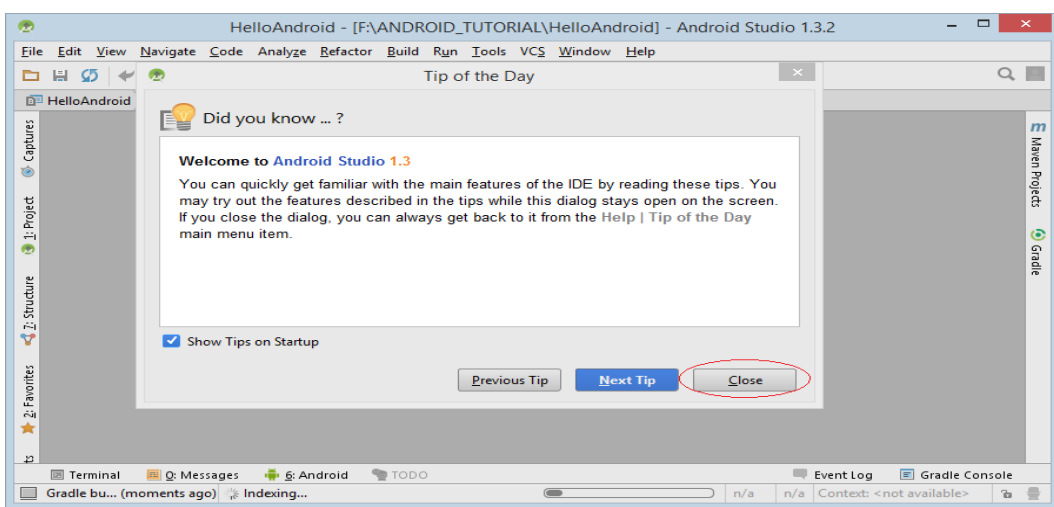 HelloAndroid - [F:\ANDROID_TUTORIAL\HelloAndroid] - Android Studio 1.3.2
File Edit View Navigate Code Analyze Refactor Build Run Tools VCS Window Help
Tip of the Day
HelloAndroid
Did you know ... ?
Welcome to Android Studio 1.3
You can quickly get familiar with the main features of the IDE by reading these tips. You
may try out the features described in the tips while this dialog stays open on the screen.
If you close the dialog, you can always get back to it from the Help | Tip of the Day
main menu item.
Show Tips on Startup
Previous Tip Next Tip Close
Captures
1: Project
7: Structure
2: Favorites
m Maven Projects
Gradle
Terminal 0: Messages 6: Android TODO Event Log Gradle Console
Gradle bu... (moments ago) Indexing... n/a n/a Context: <not available>